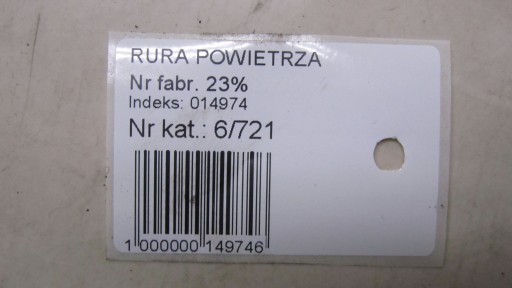 RURA POWIETRZA
Nr fabr. 23%
Indeks: 014974
Nr kat.: 6/721
1 000000 149746